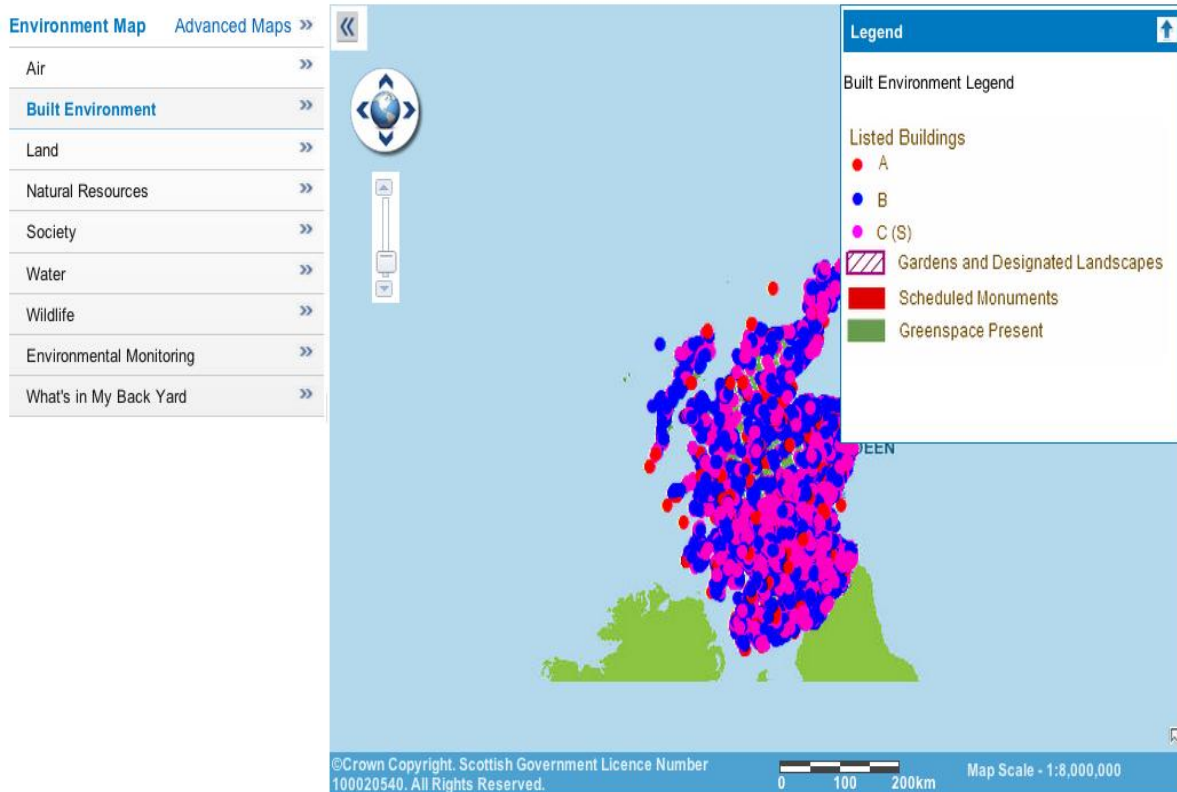 Environment Map Advanced Maps »
Air »
Built Environment »
Land »
Natural Resources »
Society »
Water »
Wildlife »
Environmental Monitoring »
What's in My Back Yard »
Legend
Built Environment Legend
Listed Buildings
A
B
C (S)
Gardens and Designated Landscapes
Scheduled Monuments
Greenspace Present
DEEN
©Crown Copyright. Scottish Government Licence Number
100020540. All Rights Reserved.
0 100 200km
Map Scale - 1:8,000,000